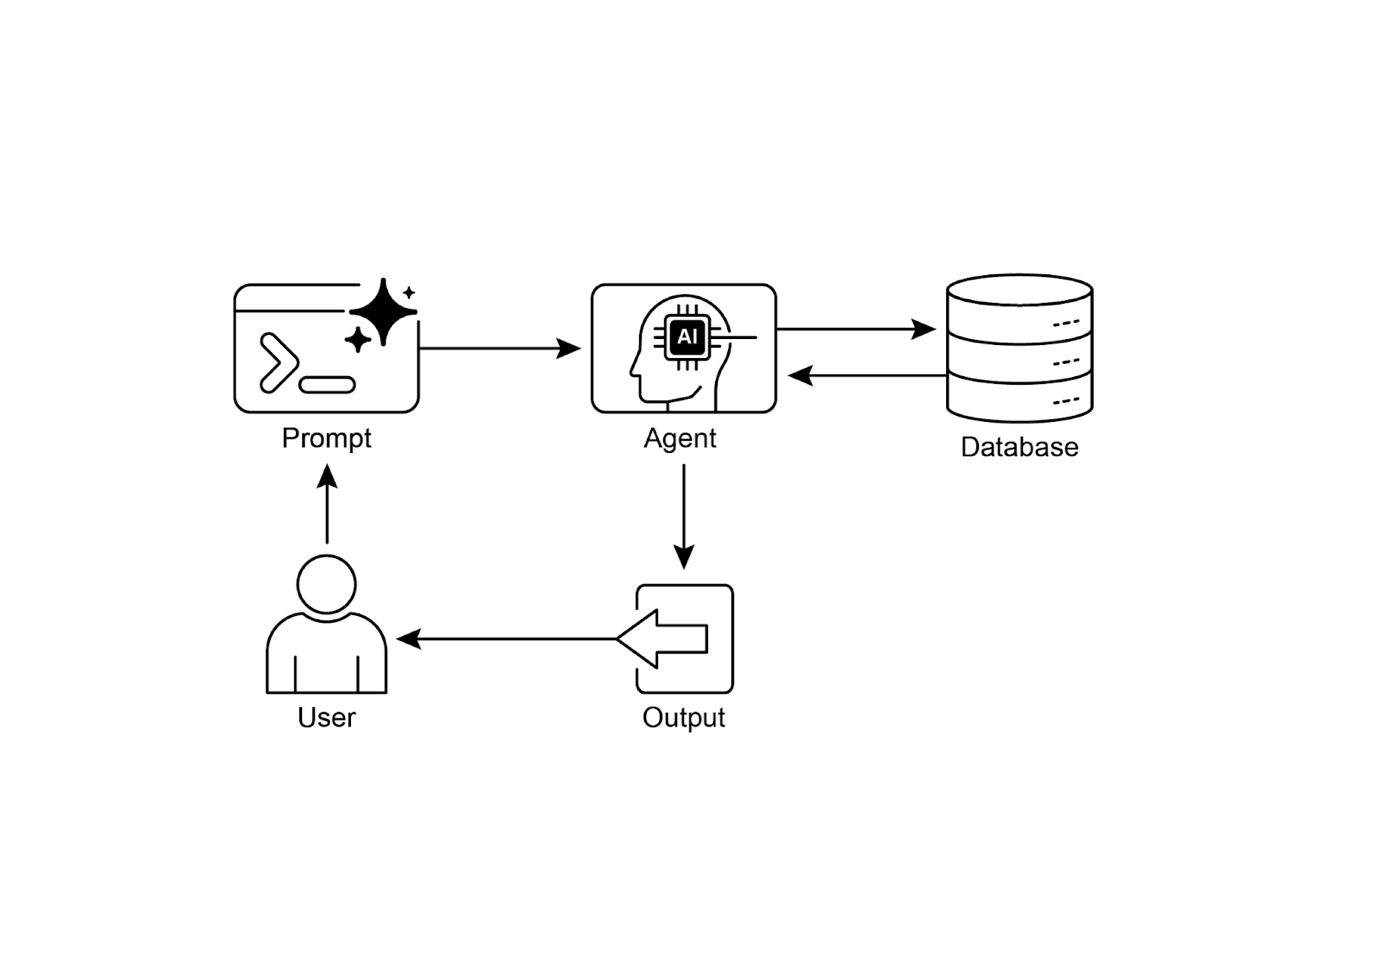 AI
Prompt
Agent
Database
User
Output